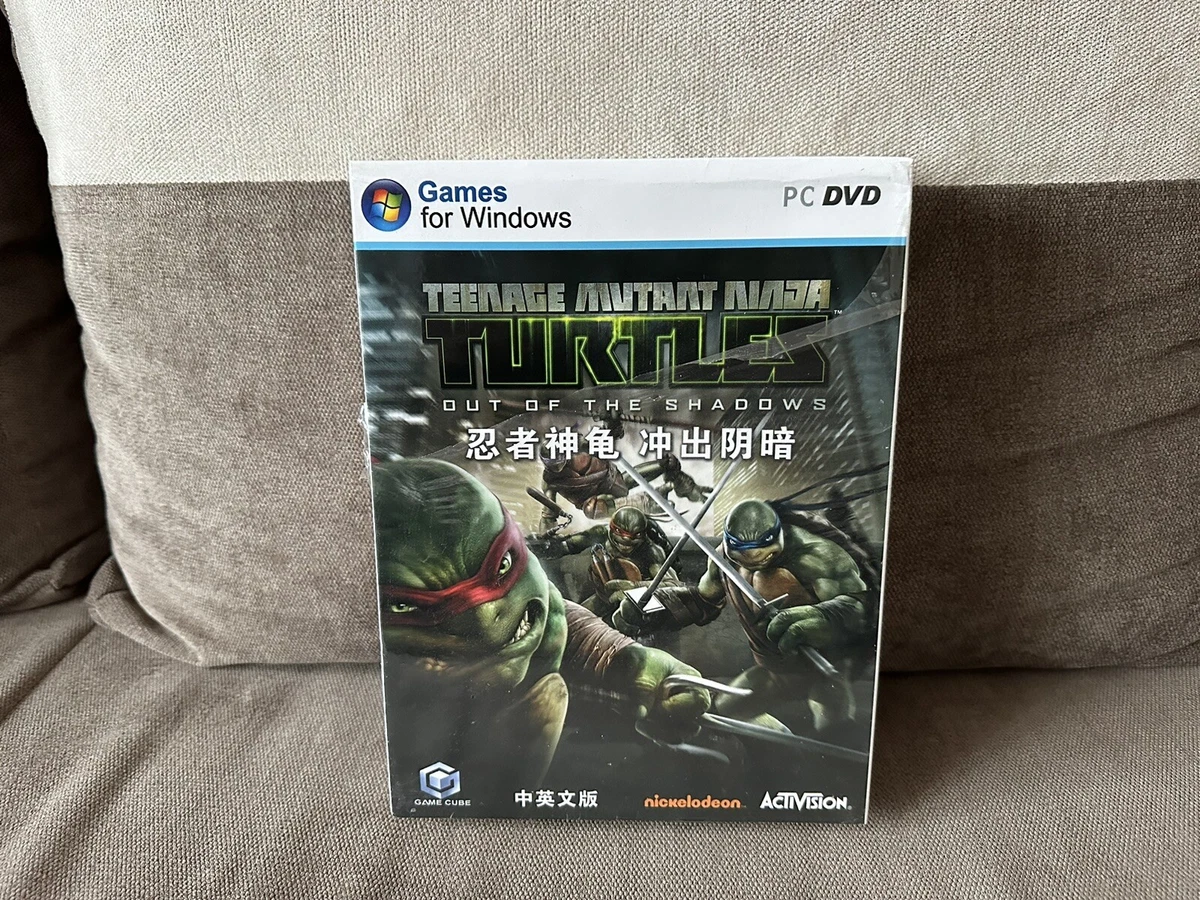 Games
for Windows
PC DVD
TEENAGE MUTANT NINJA
TURTLES™
OUT OF THE SHADOWS
忍者神龟 冲出阴暗
GAME CUBE
中英文版
nickelodeon
ACTIVISION®